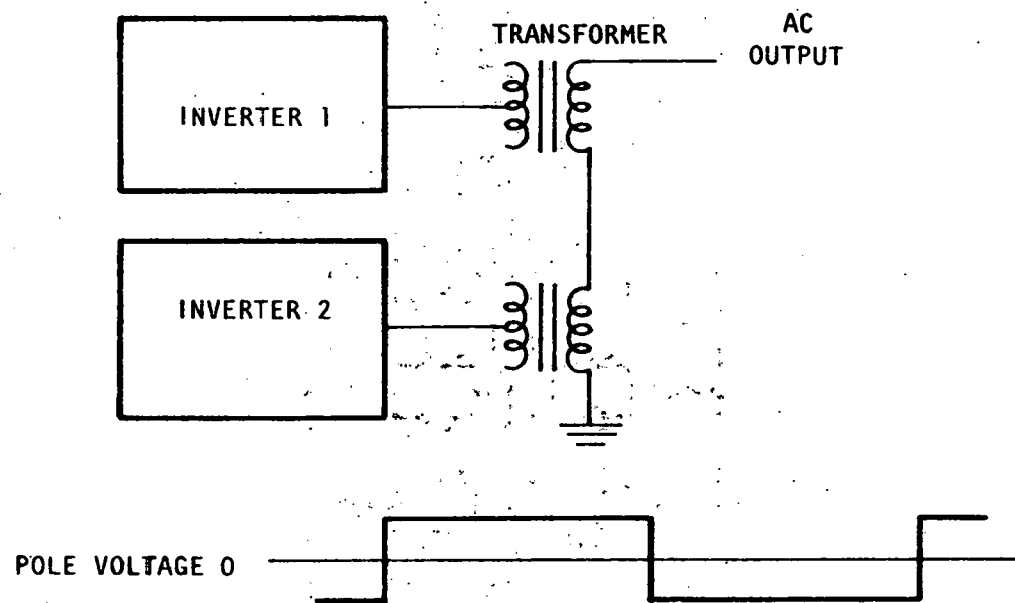 TRANSFORMER
AC
OUTPUT
INVERTER 1
INVERTER 2
POLE VOLTAGE 0